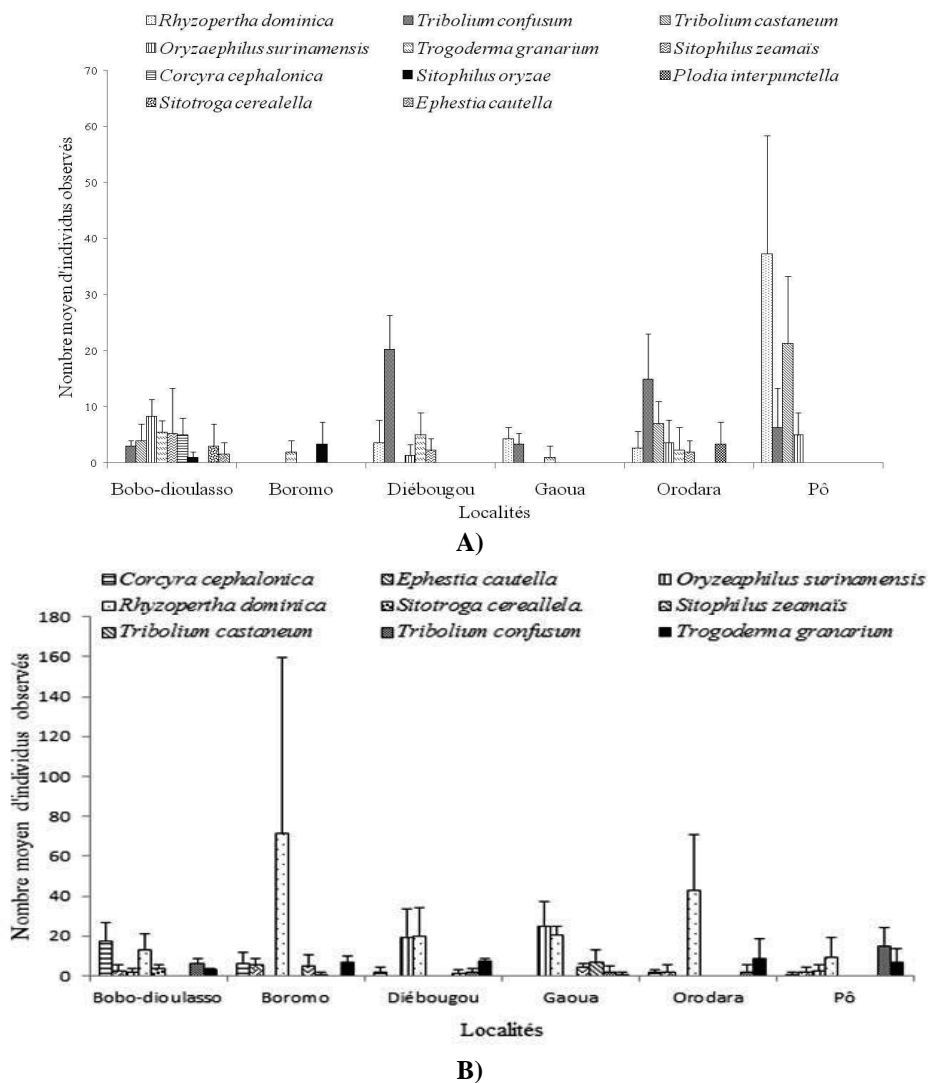 Rhyzopertha dominica Tribolium confusum Tribolium castaneum
Oryzaephilus surinamensis Trogoderma granarium Sitophilus zeamaïs
Corcyra cephalonica Sitophilus oryzae Plodia interpunctella
Sitotroga cerealella Ephestia cautella
Nombre moyen d'individus observés
70
60
50
40
30
20
10
0
Bobo-dioulasso Boromo Diébougou Gaoua Orodara Pô
Localités
A)
Corcyra cephalonica Ephestia cautella Oryzeaphilus surinamensis
Rhyzopertha dominica Sitotroga cereallela Sitophilus zeamaïs
Tribolium castaneum Tribolium confusum Trogoderma granarium
Nombre moyen d'individus observés
180
160
140
120
100
80
60
40
20
0
Bobo-dioulasso Boromo Diébougou Gaoua Orodara Pô
Localités
B)